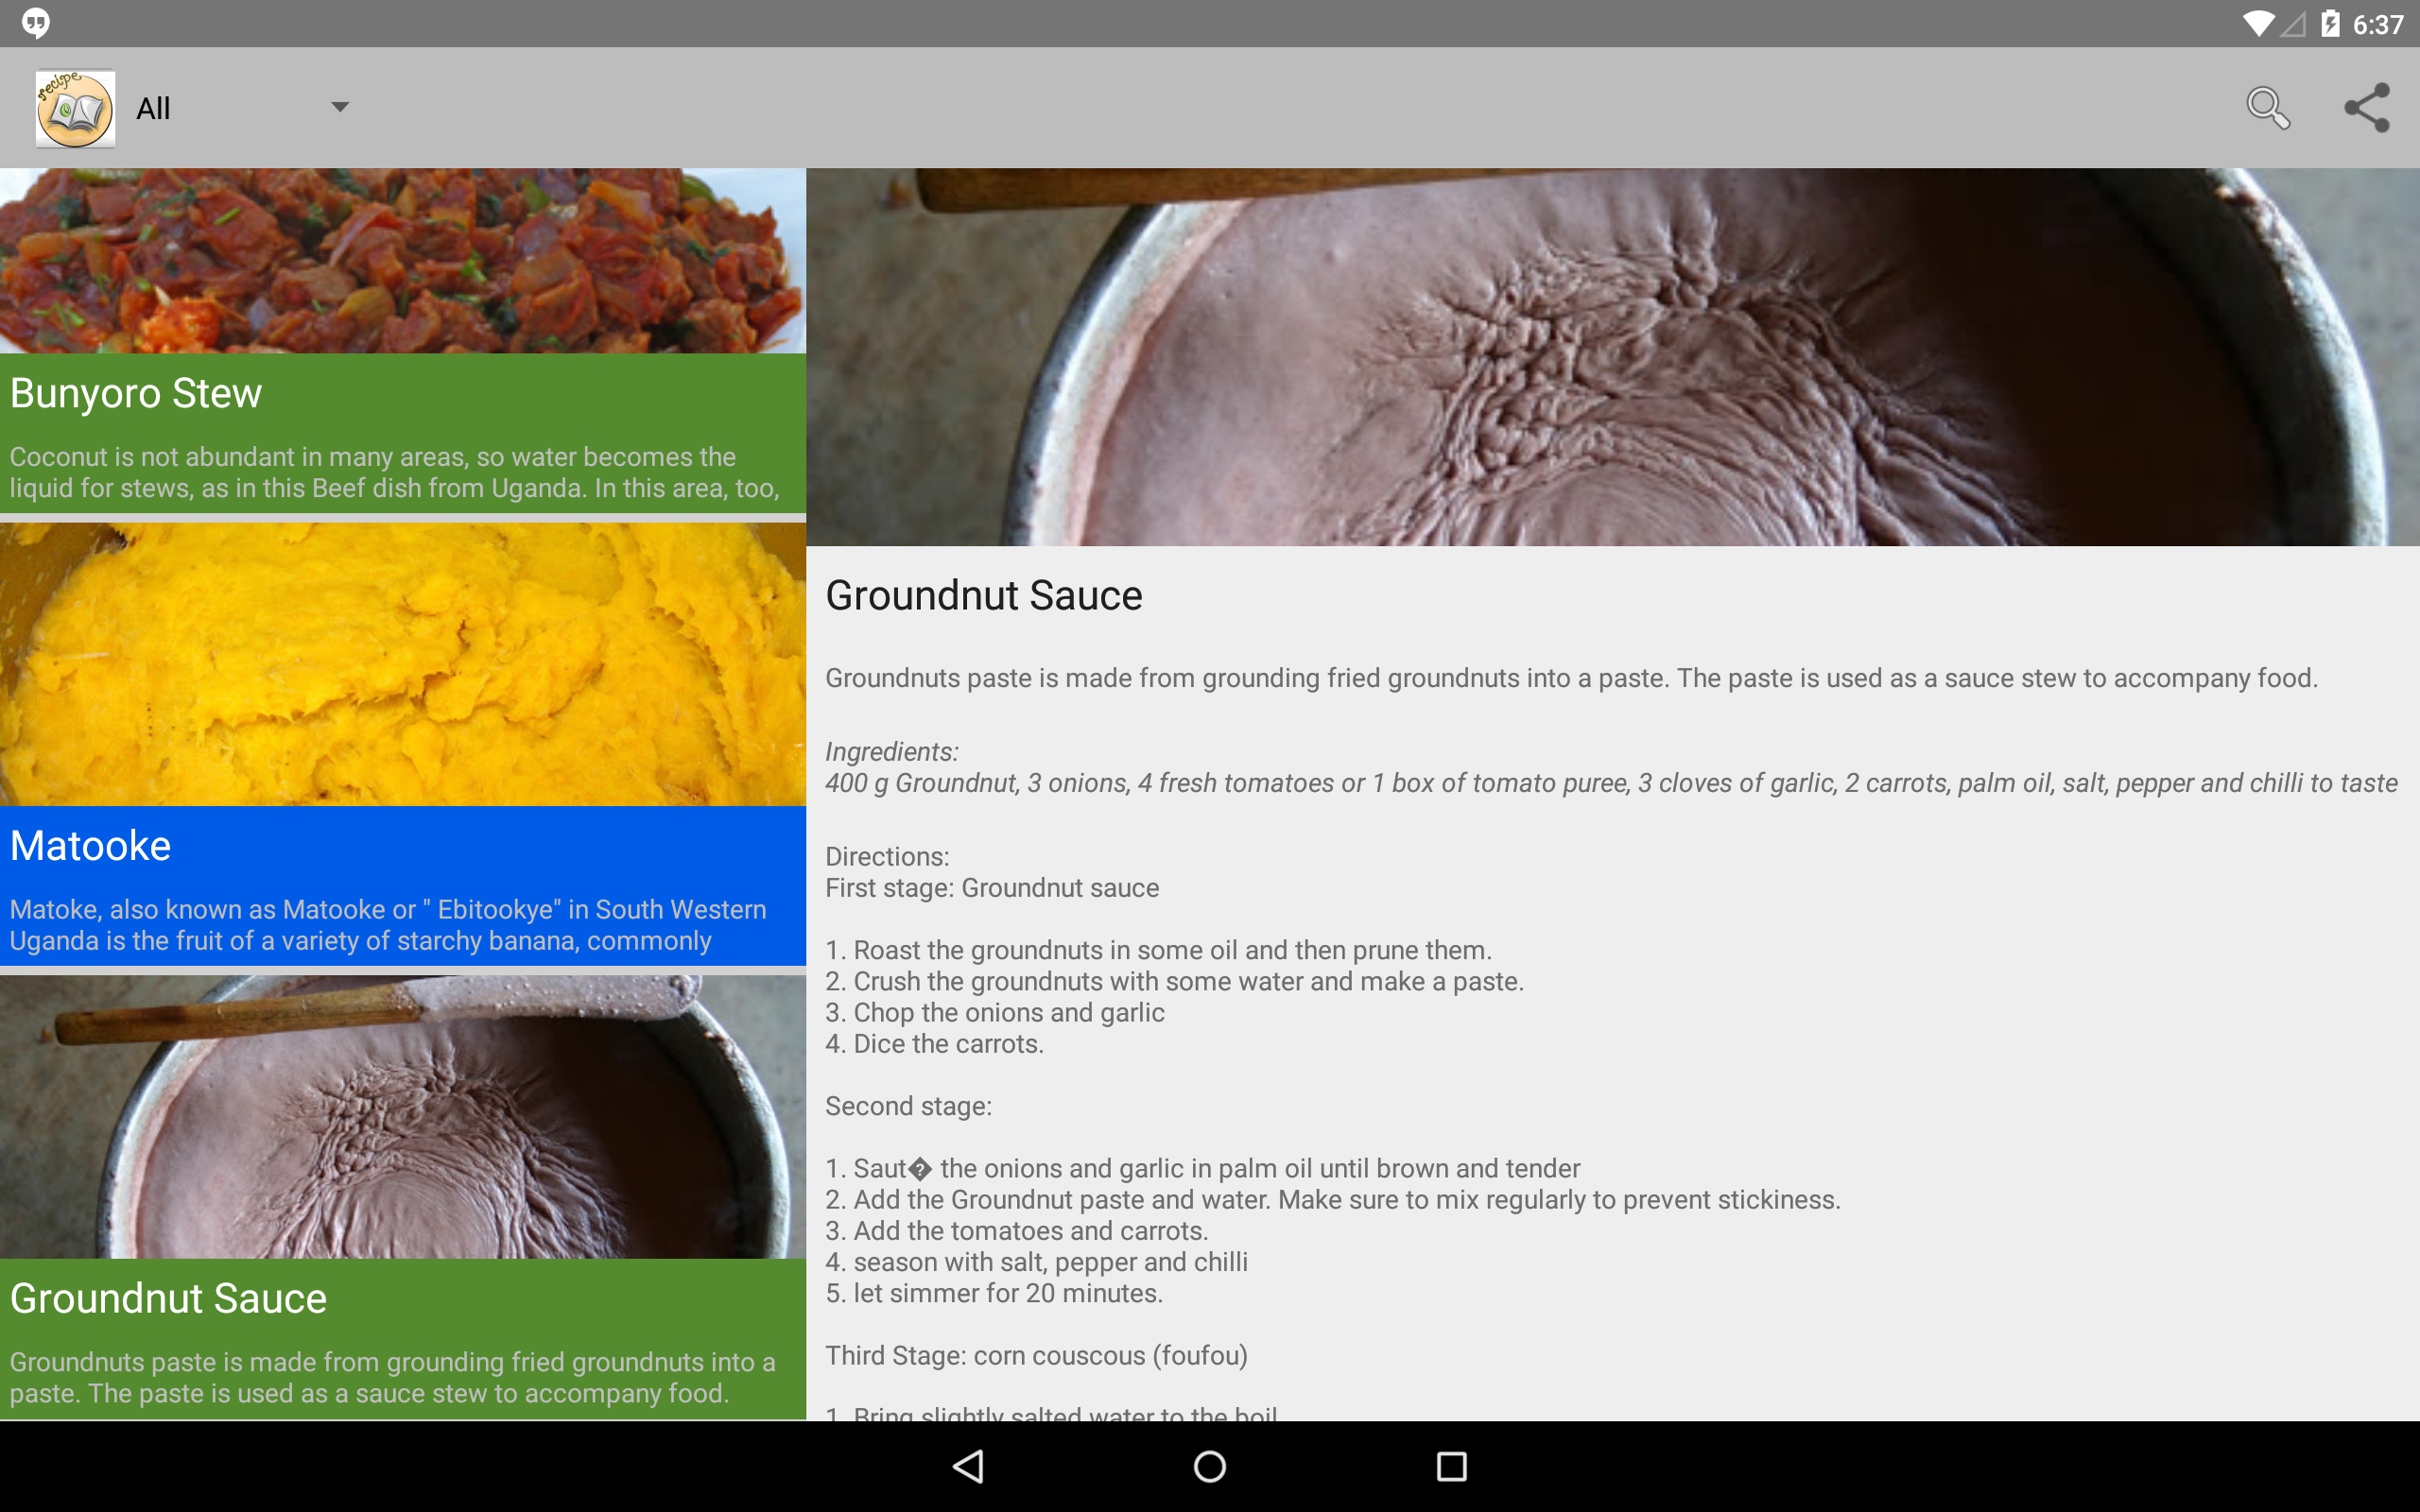 6:37
recipe
All
Bunyoro Stew
Coconut is not abundant in many areas, so water becomes the
liquid for stews, as in this Beef dish from Uganda. In this area, too,
Matooke
Matoke, also known as Matooke or " Ebitookye" in South Western
Uganda is the fruit of a variety of starchy banana, commonly
Groundnut Sauce
Groundnuts paste is made from grounding fried groundnuts into a
paste. The paste is used as a sauce stew to accompany food.
Groundnut Sauce
Groundnuts paste is made from grounding fried groundnuts into a paste. The paste is used as a sauce stew to accompany food.
Ingredients:
400 g Groundnut, 3 onions, 4 fresh tomatoes or 1 box of tomato puree, 3 cloves of garlic, 2 carrots, palm oil, salt, pepper and chilli to taste
Directions:
First stage: Groundnut sauce
1. Roast the groundnuts in some oil and then prune them.
2. Crush the groundnuts with some water and make a paste.
3. Chop the onions and garlic
4. Dice the carrots.
Second stage:
1. Saut� the onions and garlic in palm oil until brown and tender
2. Add the Groundnut paste and water. Make sure to mix regularly to prevent stickiness.
3. Add the tomatoes and carrots.
4. season with salt, pepper and chilli
5. let simmer for 20 minutes.
Third Stage: corn couscous (foufou)
1. Bring slightly salted water to the boil